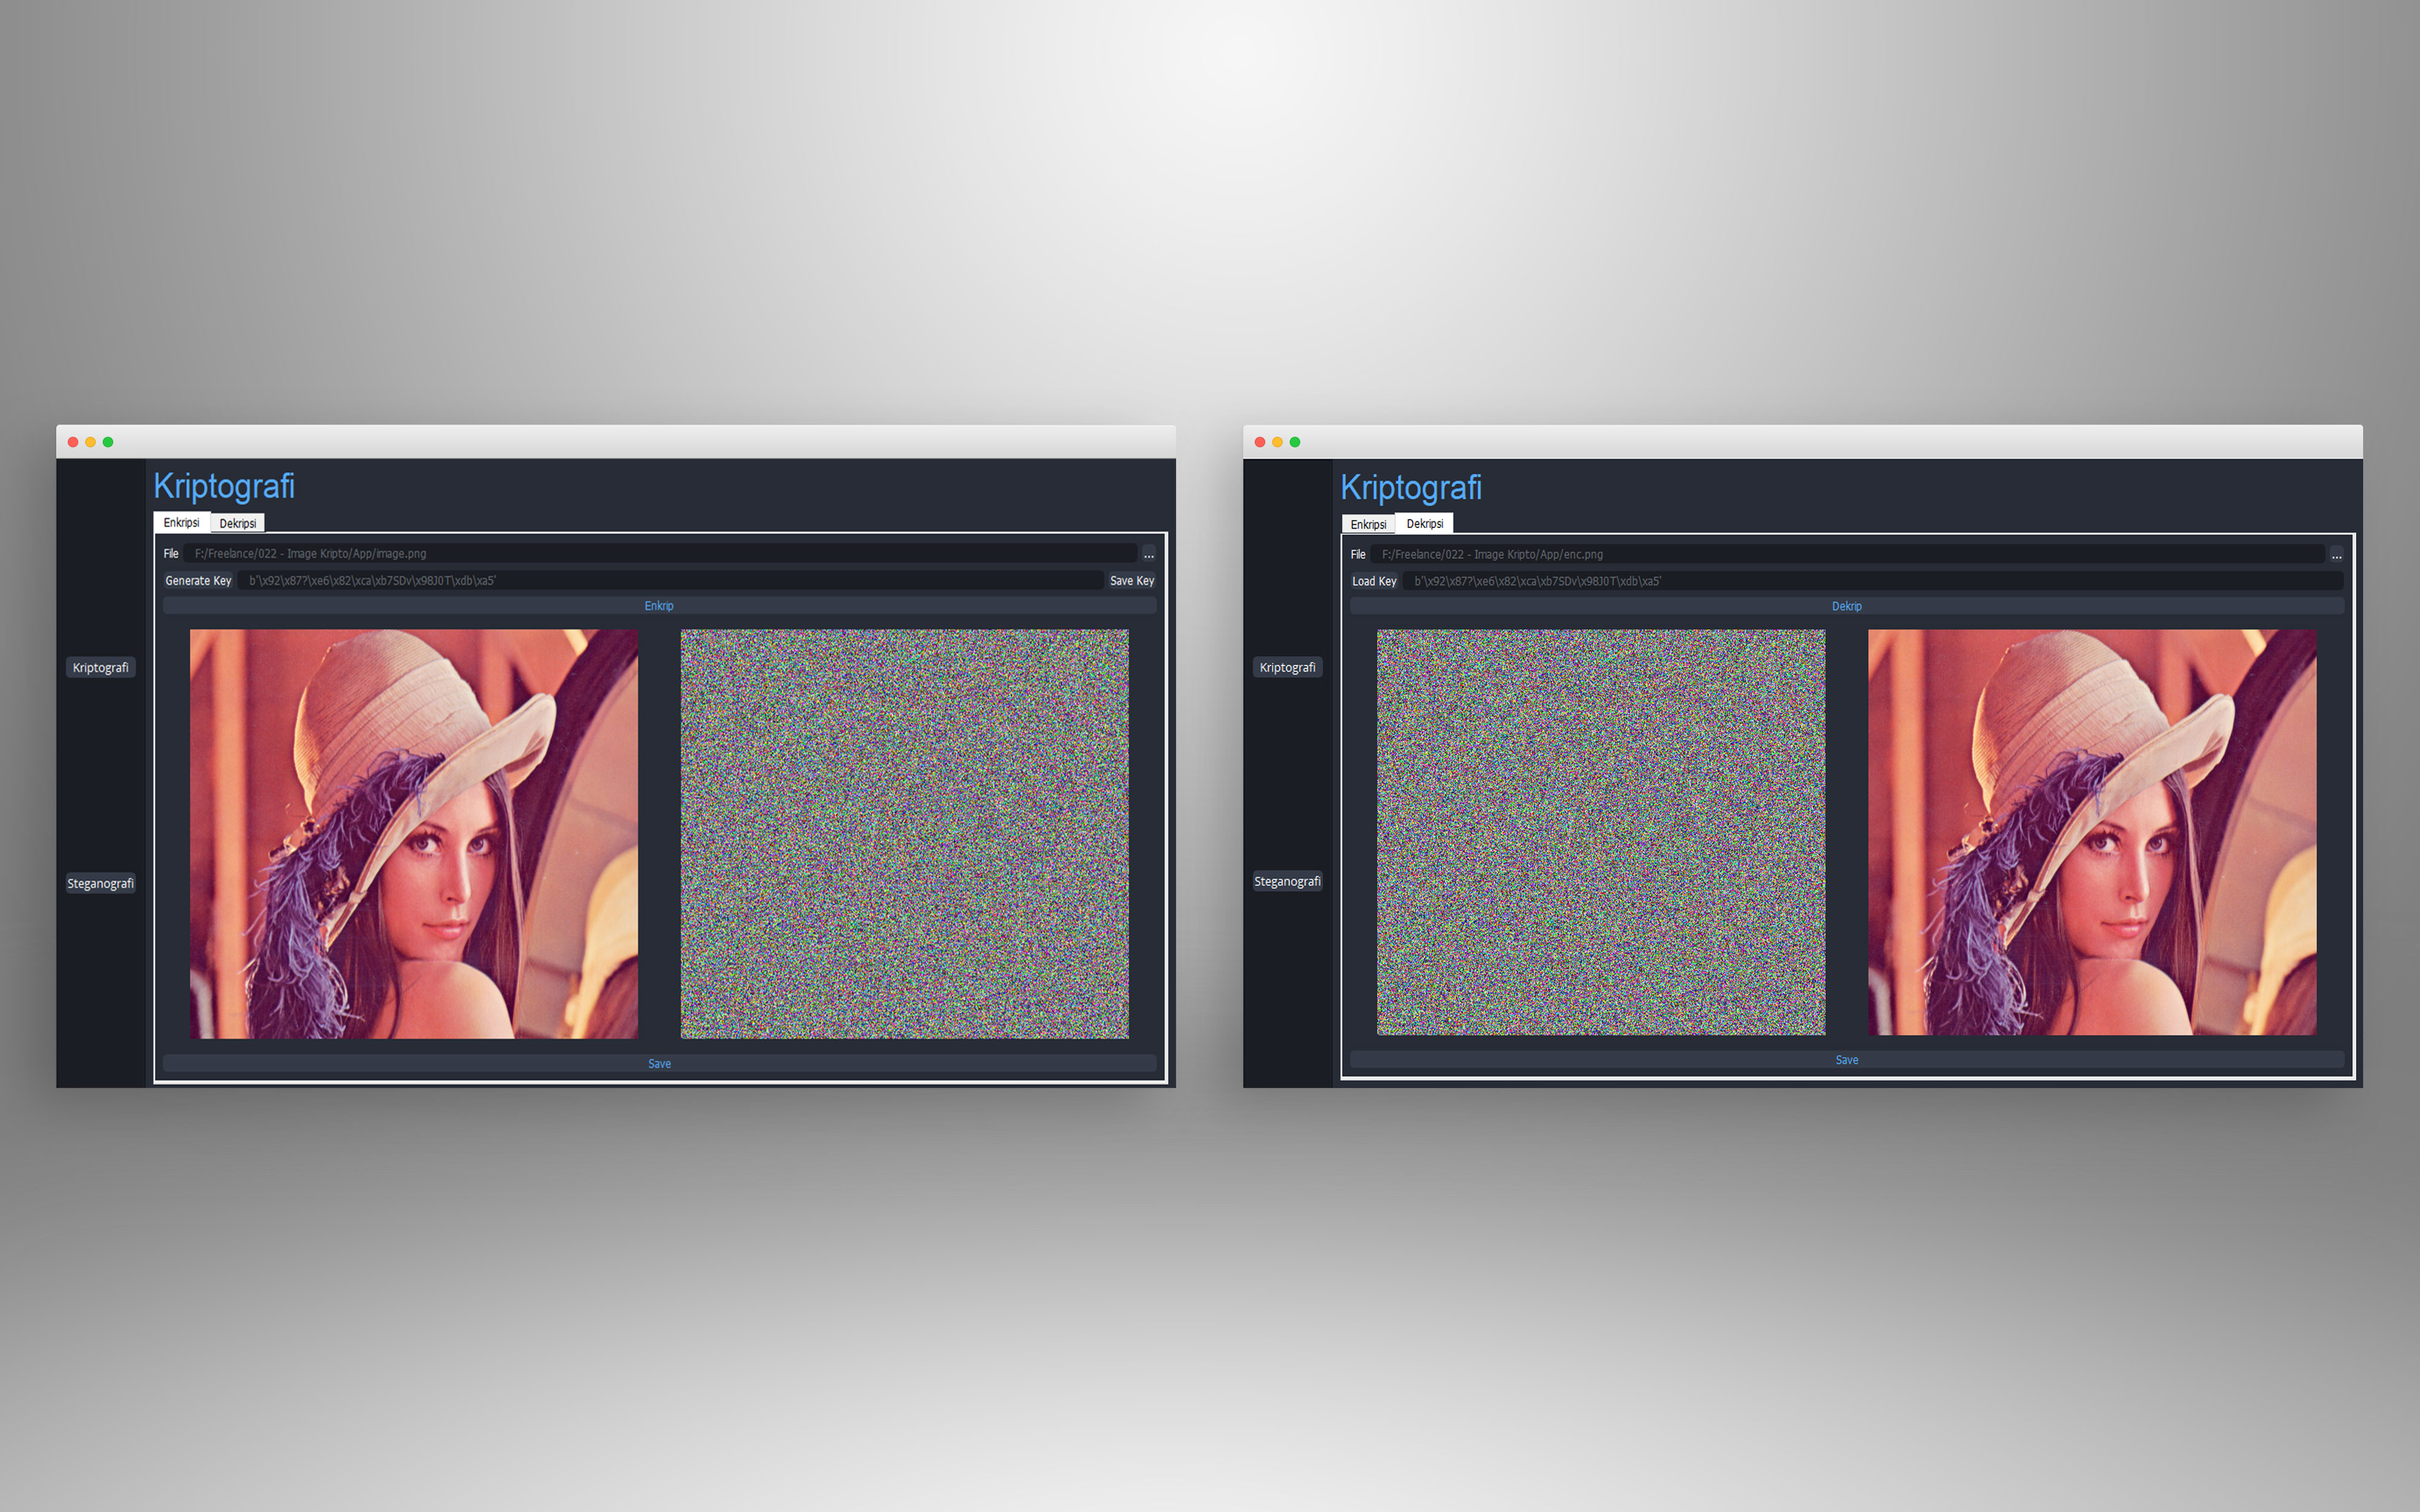 Kriptografi
Enkripsi Dekripsi
File F:/Freelance/022 - Image Kripto/App/image.png ...
Generate Key b'\x92\x87?\xe6\x82\xca\xb7SDv\x98J0T\xdb\xa5' Save Key
Enkrip
Kriptografi
Steganografi
Save
Kriptografi
Enkripsi Dekripsi
File F:/Freelance/022 - Image Kripto/App/enc.png ...
Load Key b'\x92\x87?\xe6\x82\xca\xb7SDv\x98J0T\xdb\xa5'
Dekrip
Kriptografi
Steganografi
Save